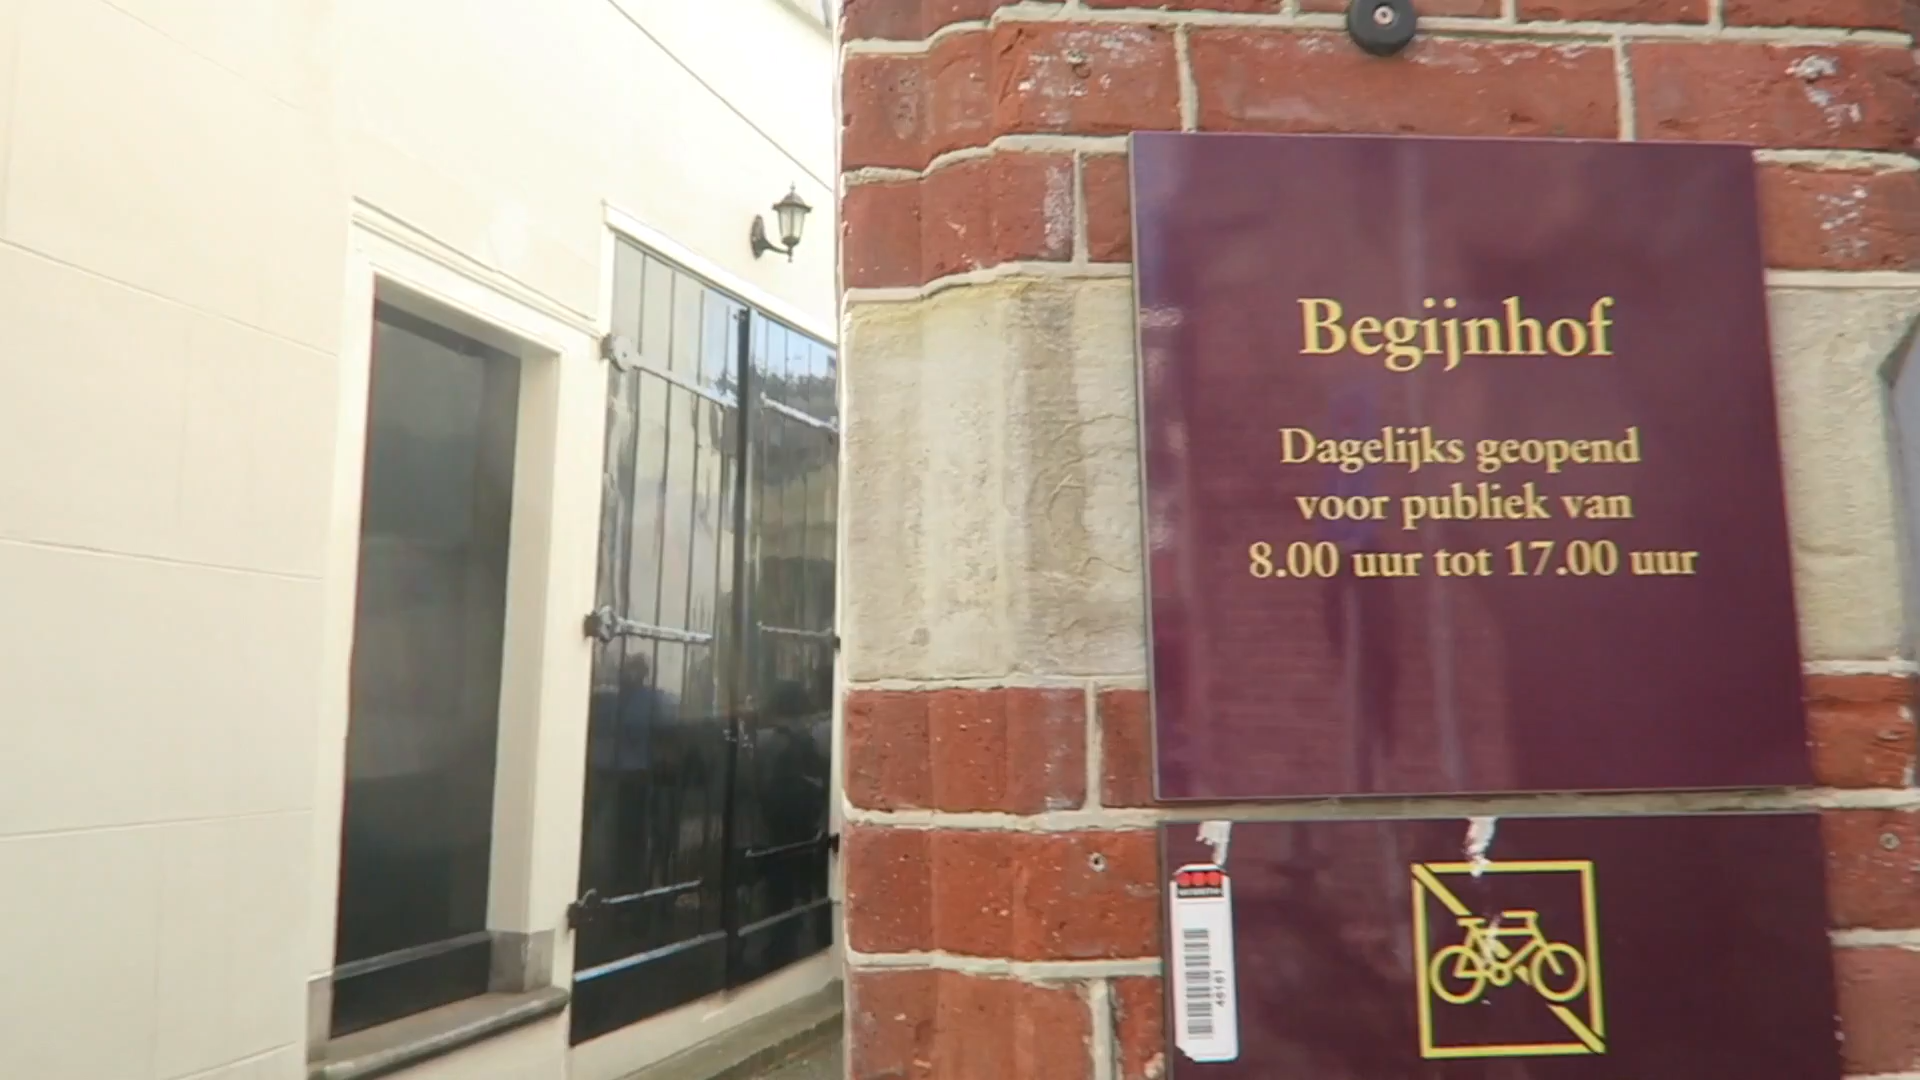 Begijnhof
Dagelijks geopend
voor publiek van
8.00 uur tot 17.00 uur